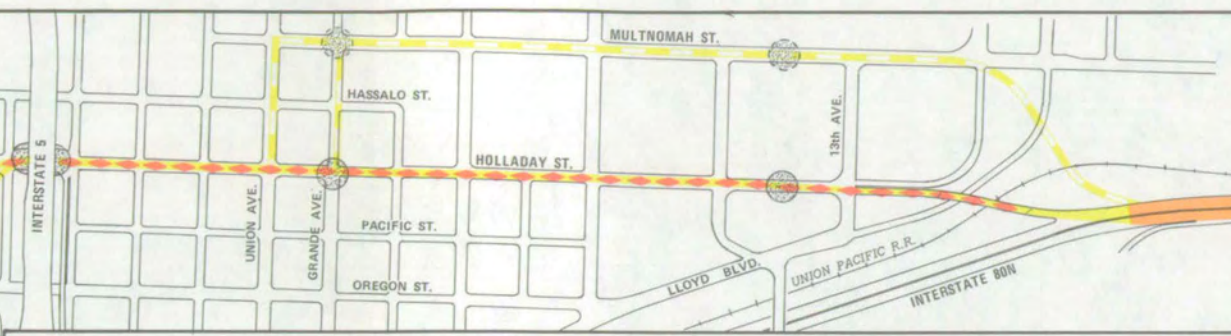 MULTNOMAH ST.
HASSALO ST.
13th AVE.
INTERSTATE 5
HOLLADAY ST.
UNION AVE.
GRANDE AVE.
PACIFIC ST.
OREGON ST.
LLOYD BLVD.
UNION PACIFIC R.R.
INTERSTATE 80N